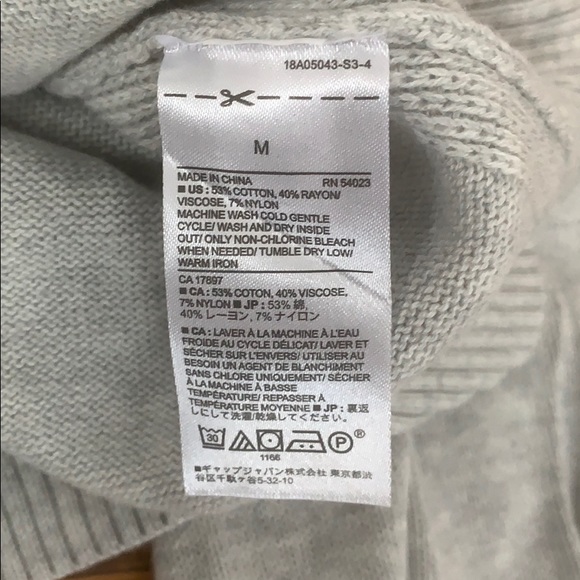 18A05043-S3-4
M
MADE IN CHINA RN 54023
■ US : 53% COTTON, 40% RAYON/
VISCOSE, 7% NYLON
MACHINE WASH COLD GENTLE
CYCLE/ WASH AND DRY INSIDE
OUT/ ONLY NON-CHLORINE BLEACH
WHEN NEEDED/ TUMBLE DRY LOW/
WARM IRON
CA 17897
■ CA : 53% COTON, 40% VISCOSE,
7% NYLON ■ JP : 53% 綿,
40% レーヨン, 7% ナイロン
■ CA : LAVER À LA MACHINE À L'EAU
FROIDE AU CYCLE DÉLICAT/ LAVER ET
SÉCHER SUR L'ENVERS/ UTILISER AU
BESOIN UN AGENT DE BLANCHIMENT
SANS CHLORE UNIQUEMENT/ SÉCHER
À LA MACHINE À BASSE
TEMPÉRATURE/ REPASSER À
TEMPÉRATURE MOYENNE ■ JP : 裏返
しにして洗濯/乾燥してください
30 P®
1166
■ギャップジャパン株式会社 東京都渋
谷区千駄ヶ谷5-32-10